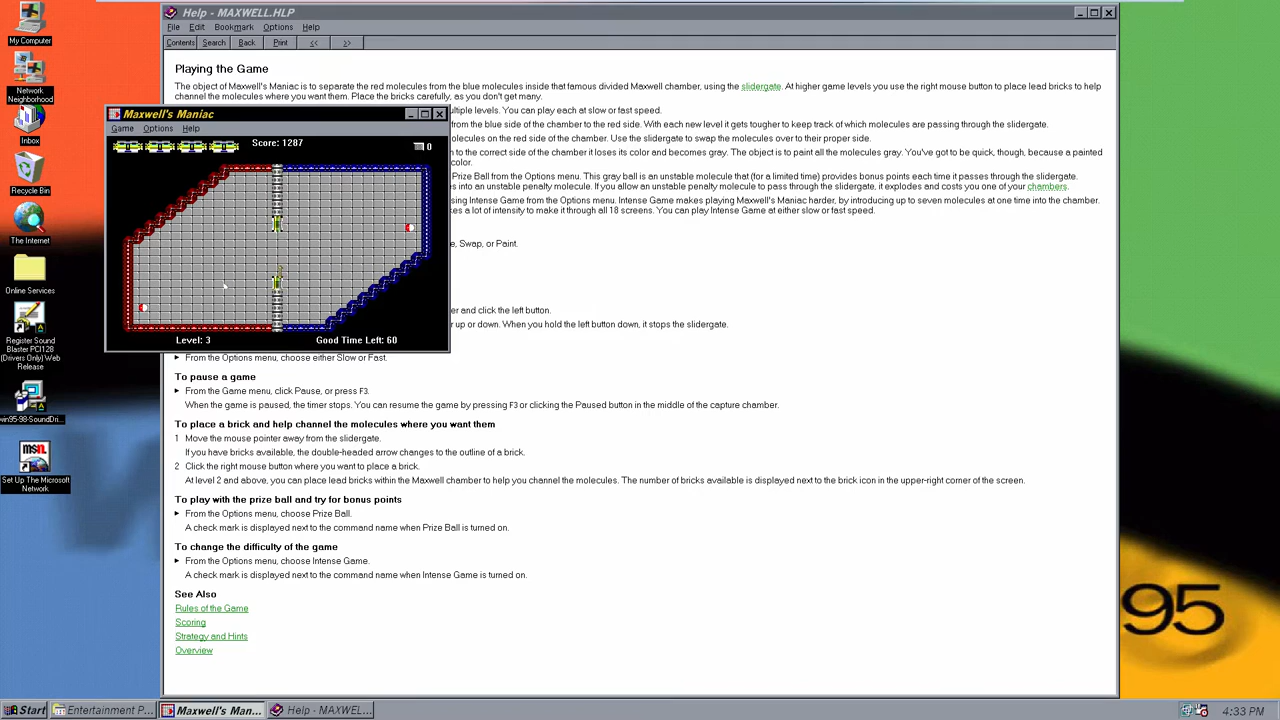 My Computer
Network
Neighborhood
Inbox
Recycle Bin
The Internet
Online Services
Register Sound
Blaster PCI128
(Drivers Only) Web
Release
win95-98-SoundDri...
Set Up The Microsoft
Network
msn
Help - MAXWELL.HLP
File Edit Bookmark Options Help
Contents Search Back Print << >>
Playing the Game
The object of Maxwell's Maniac is to separate the red molecules from the blue molecules inside that famous divided Maxwell chamber, using the slidergate. At higher game levels you use the right mouse button to place lead bricks to help
channel the molecules where you want them. Place the bricks carefully, as you don't get many.
ultiple levels. You can play each at slow or fast speed.
from the blue side of the chamber to the red side. With each new level it gets tougher to keep track of which molecules are passing through the slidergate.
olecules on the red side of the chamber. Use the slidergate to swap the molecules over to their proper side.
n to the correct side of the chamber it loses its color and becomes gray. The object is to paint all the molecules gray. You've got to be quick, though, because a painted
color.
Prize Ball from the Options menu. This gray ball is an unstable molecule that (for a limited time) provides bonus points each time it passes through the slidergate.
es into an unstable penalty molecule. If you allow an unstable penalty molecule to pass through the slidergate, it explodes and costs you one of your chambers.
sing Intense Game from the Options menu. Intense Game makes playing Maxwell's Maniac harder, by introducing up to seven molecules at one time into the chamber.
kes a lot of intensity to make it through all 18 screens. You can play Intense Game at either slow or fast speed.
e, Swap, or Paint.
er and click the left button.
r up or down. When you hold the left button down, it stops the slidergate.
Maxwell's Maniac
Game Options Help
Score: 1287
0
Level: 3
Good Time Left: 60
From the Options menu, choose either Slow or Fast.
To pause a game
From the Game menu, click Pause, or press F3.
When the game is paused, the timer stops. You can resume the game by pressing F3 or clicking the Paused button in the middle of the capture chamber.
To place a brick and help channel the molecules where you want them
1 Move the mouse pointer away from the slidergate.
If you have bricks available, the double-headed arrow changes to the outline of a brick.
2 Click the right mouse button where you want to place a brick.
At level 2 and above, you can place lead bricks within the Maxwell chamber to help you channel the molecules. The number of bricks available is displayed next to the brick icon in the upper-right corner of the screen.
To play with the prize ball and try for bonus points
From the Options menu, choose Prize Ball.
A check mark is displayed next to the command name when Prize Ball is turned on.
To change the difficulty of the game
From the Options menu, choose Intense Game.
A check mark is displayed next to the command name when Intense Game is turned on.
See Also
Rules of the Game
Scoring
Strategy and Hints
Overview
95
Start
Entertainment P...
Maxwell's Man...
Help - MAXWEL...
4:33 PM